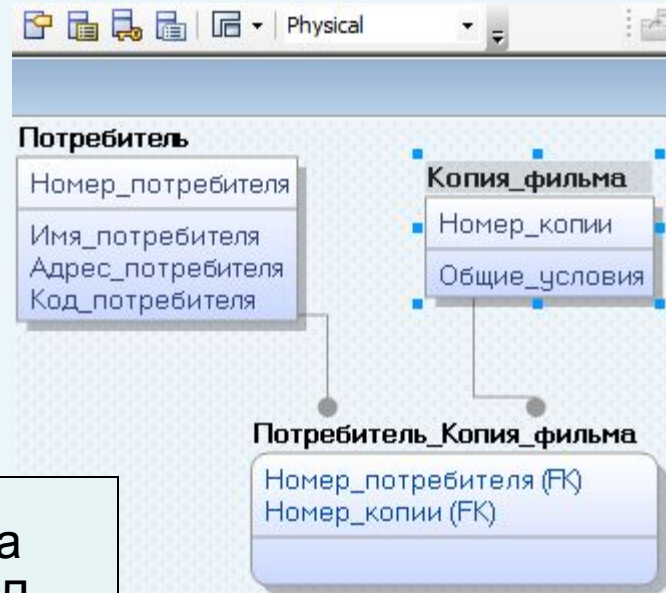 Physical
Потребитель
Номер_потребителя
Имя_потребителя
Адрес_потребителя
Код_потребителя
Копия_фильма
Номер_копии
Общие_условия
Потребитель_Копия_фильма
Номер_потребителя (FK)
Номер_копии (FK)
а